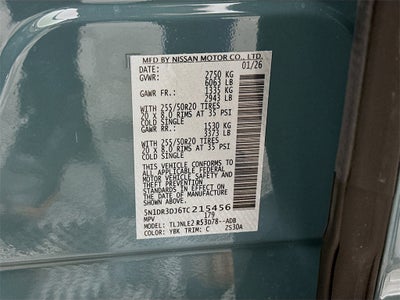 MFD BY NISSAN MOTOR CO., LTD.
DATE: 01/26
GVWR: 2750 KG
6063 LB
GAWR FR.: 1335 KG
2943 LB
WITH 255/50R20 TIRES
20 x 8.0 RIMS AT 35 PSI
COLD SINGLE
GAWR RR.: 1530 KG
3373 LB
WITH 255/50R20 TIRES
20 x 8.0 RIMS AT 35 PSI
COLD SINGLE
THIS VEHICLE CONFORMS
TO ALL APPLICABLE FEDERAL
MOTOR VEHICLE SAFETY AND
THEFT PREVENTION
STANDARDS IN EFFECT ON
THE DATE OF MANUFACTURE
SHOWN ABOVE.
5N1DR3DJ6TC215456
MPV 179
MODEL: TLJNLE2 R53D78--ADB
COLOR: YBK TRIM: C ZS30A